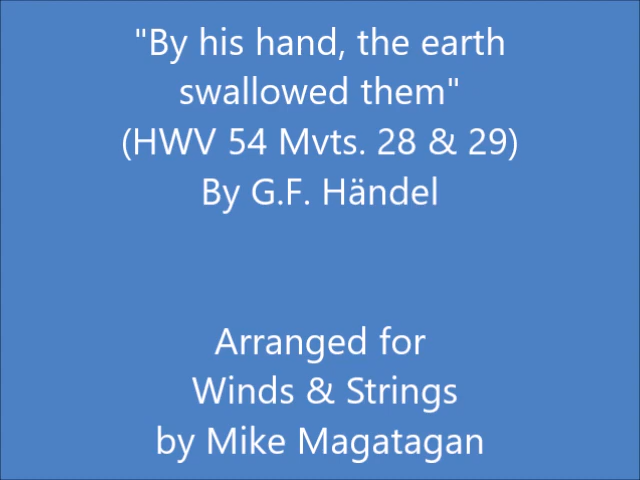 "By his hand, the earth
swallowed them"
(HWV 54 Mvts. 28 & 29)
By G.F. Händel
Arranged for
Winds & Strings
by Mike Magatagan